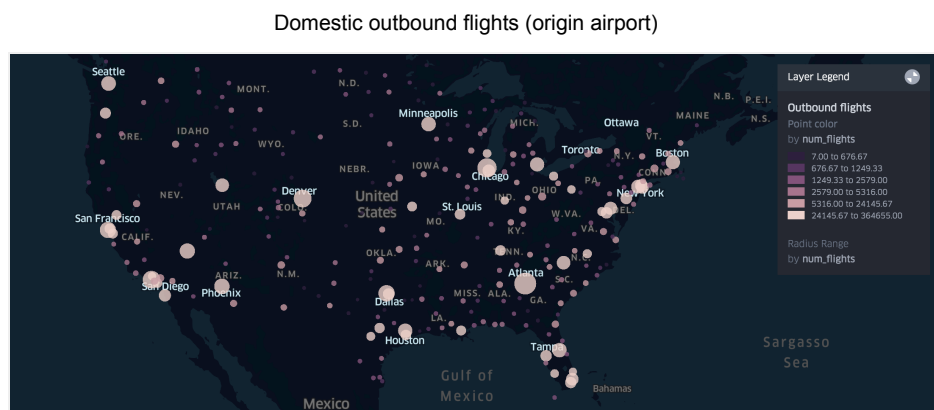 Domestic outbound flights (origin airport)
Seattle
MONT.
N.D.
Minneapolis
ORE.
IDAHO
S.D.
WYO.
MICH.
Ottawa
N.B.
P.E.I.
MAINE
N.S.
VT.
Toronto
N.Y.
Boston
CONN.
NEBR.
IOWA
Chicago
NEV.
UTAH
Denver
COLO.
United
States
St. Louis
IND.
OHIO
PA.
New York
DEL.
San Francisco
CALIF.
MO.
W.VA.
KY.
VA.
OKLA.
TENN.
N.C.
San Diego
ARIZ.
Phoenix
N.M.
ARK.
Atlanta
S.C.
Dallas
MISS.
ALA.
GA.
LA.
Houston
Tampa
Gulf of
Mexico
Bahamas
Sargasso
Sea
Mexico
Layer Legend
Outbound flights
Point color
by num_flights
7.00 to 676.67
676.67 to 1249.33
1249.33 to 2579.00
2579.00 to 5316.00
5316.00 to 24145.67
24145.67 to 364655.00
Radius Range
by num_flights